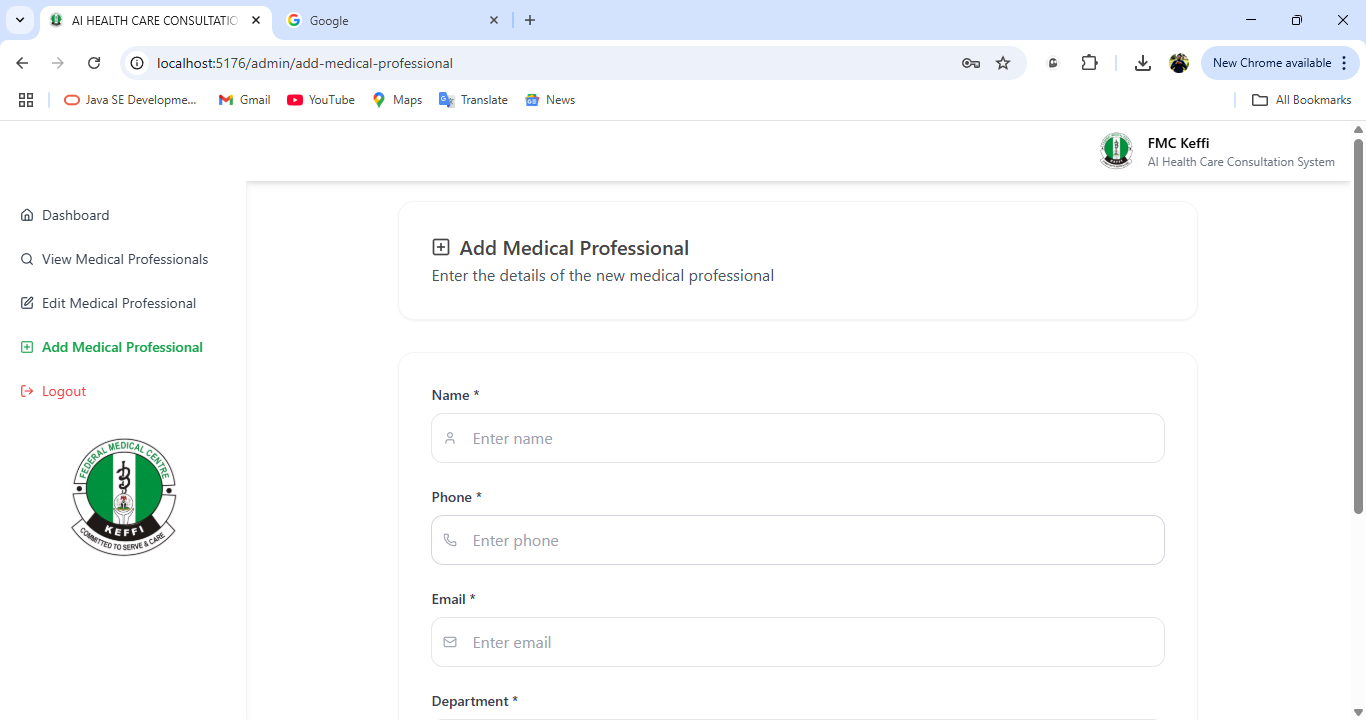 AI HEALTH CARE CONSULTATIO
Google
localhost:5176/admin/add-medical-professional
New Chrome available
Java SE Developme...
Gmail
YouTube
Maps
Translate
News
All Bookmarks
FMC Keffi
AI Health Care Consultation System
Dashboard
View Medical Professionals
Edit Medical Professional
Add Medical Professional
Logout
FEDERAL MEDICAL CENTRE
KEFFI
COMMITTED TO SERVE & CARE
Add Medical Professional
Enter the details of the new medical professional
Name *
Enter name
Phone *
Enter phone
Email *
Enter email
Department *